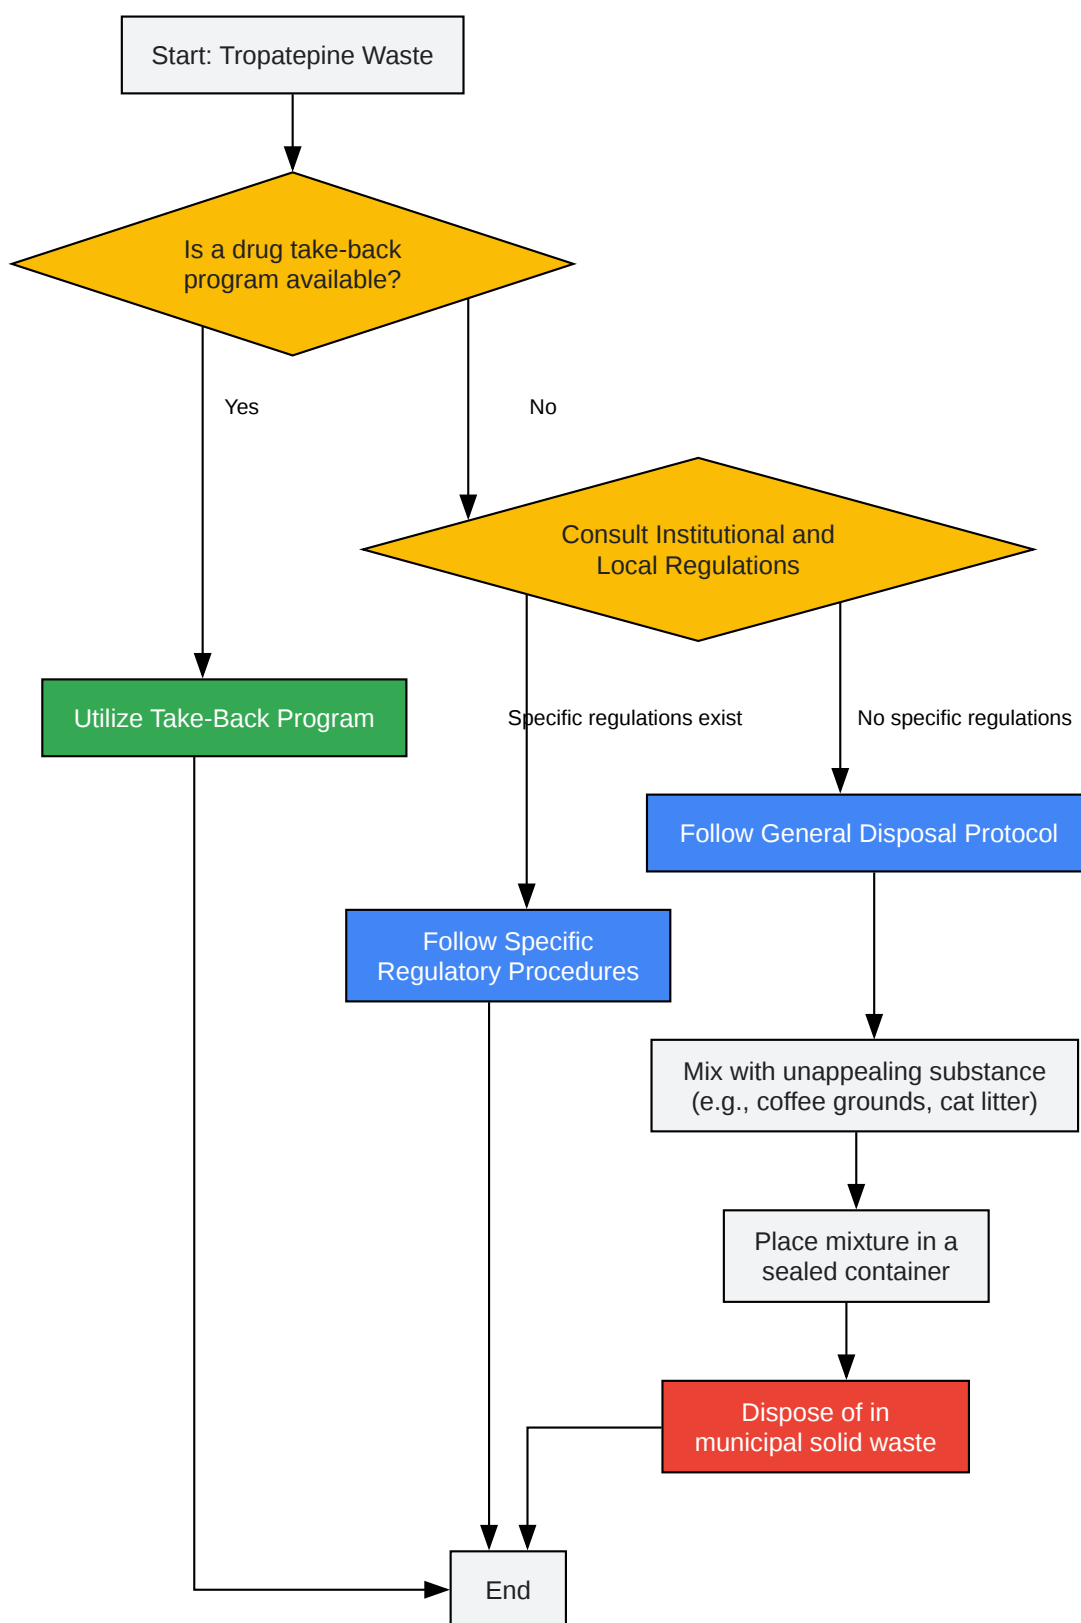 Start: Tropatepine Waste
Is a drug take-back
program available?
Yes
No
Consult Institutional and
Local Regulations
Utilize Take-Back Program
Specific regulations exist
No specific regulations
Follow General Disposal Protocol
Follow Specific
Regulatory Procedures
Mix with unappealing substance
(e.g., coffee grounds, cat litter)
Place mixture in a
sealed container
Dispose of in
municipal solid waste
End